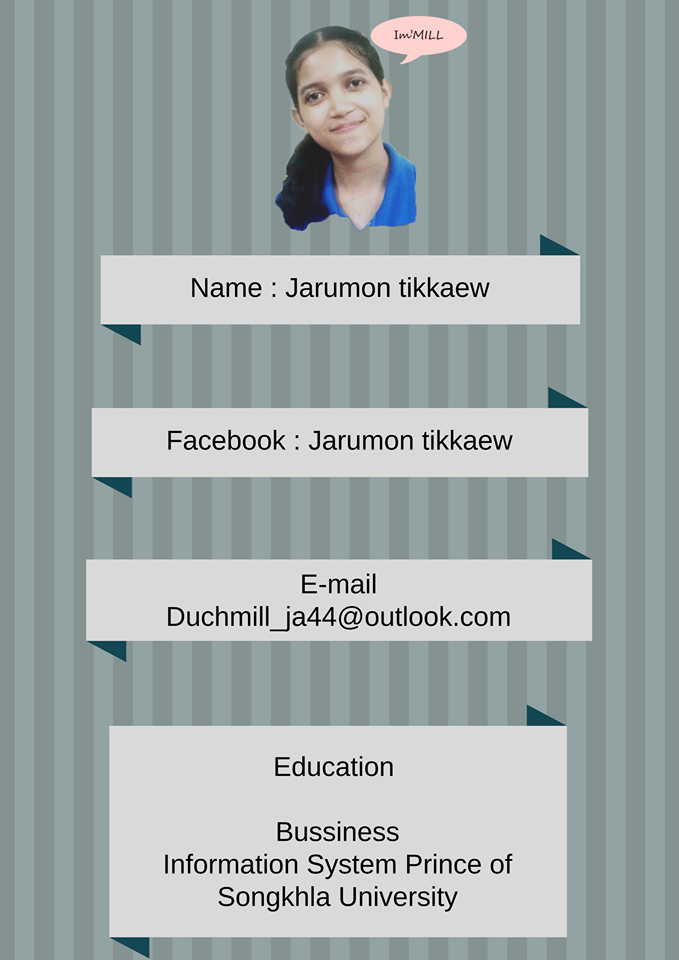 Im'MILL
Name : Jarumon tikkaew
Facebook : Jarumon tikkaew
E-mail
Duchmill_ja44@outlook.com
Education
Bussiness
Information System Prince of
Songkhla University